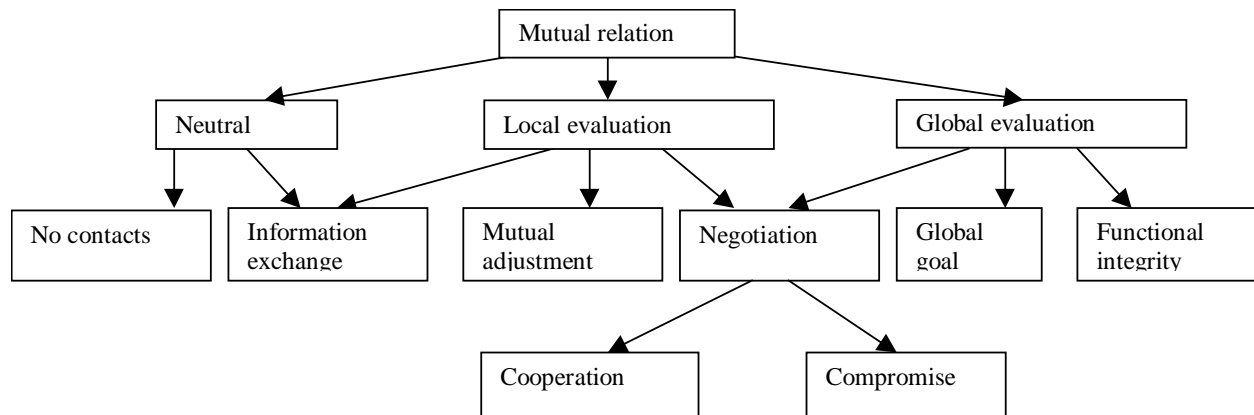 Mutual relation
Neutral
Local evaluation
Global evaluation
No contacts
Information
exchange
Mutual
adjustment
Negotiation
Global
goal
Functional
integrity
Cooperation
Compromise